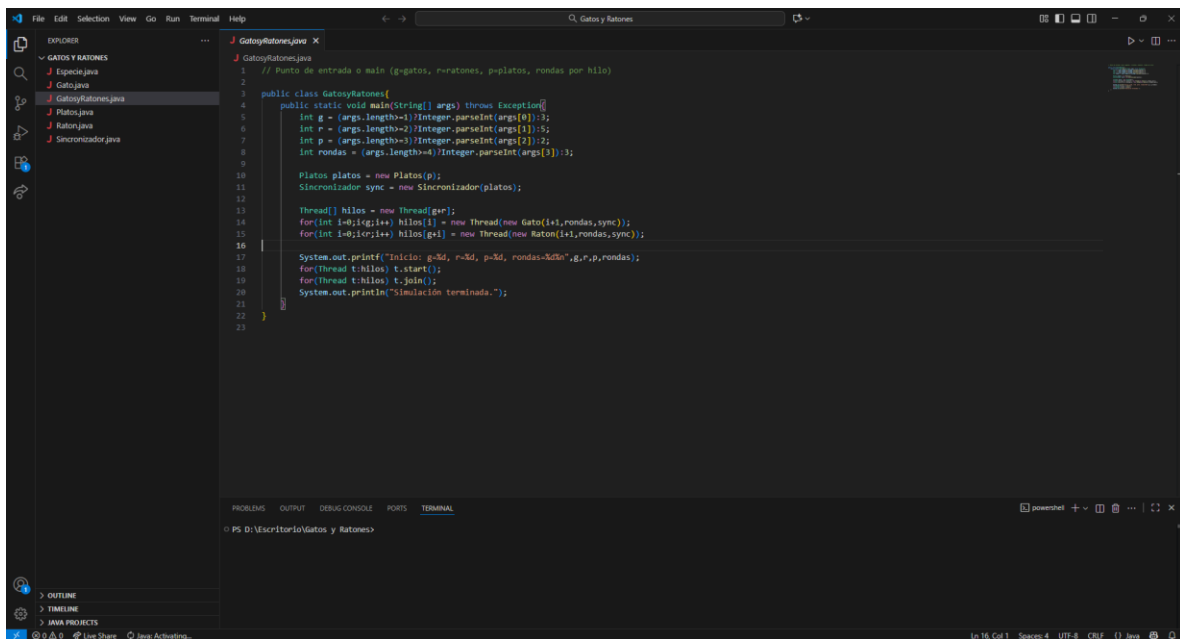 File Edit Selection View Go Run Terminal Help
Gatos y Ratones
EXPLORER
GATOS Y RATONES
J Especie.java
J Gato.java
J GatosyRatones.java
J Platos.java
J Raton.java
J Sincronizador.java
OUTLINE
TIMELINE
JAVA PROJECTS
J GatosyRatones.java
J GatosyRatones.java
1 // Punto de entrada o main (g=gatos, r=ratones, p=platos, rondas por hilo)
2
3 public class GatosyRatones{
4 public static void main(String[] args) throws Exception{
5 int g = (args.length>=1)?Integer.parseInt(args[0]):3;
6 int r = (args.length>=2)?Integer.parseInt(args[1]):5;
7 int p = (args.length>=3)?Integer.parseInt(args[2]):2;
8 int rondas = (args.length>=4)?Integer.parseInt(args[3]):3;
9
10 Platos platos = new Platos(p);
11 Sincronizador sync = new Sincronizador(platos);
12
13 Thread[] hilos = new Thread[g+r];
14 for(int i=0;i<g;i++) hilos[i] = new Thread(new Gato(i+1,rondas,sync));
15 for(int i=0;i<r;i++) hilos[g+i] = new Thread(new Raton(i+1,rondas,sync));
16
17 System.out.printf("Inicio: g=%d, r=%d, p=%d, rondas=%d%n",g,r,p,rondas);
18 for(Thread t:hilos) t.start();
19 for(Thread t:hilos) t.join();
20 System.out.println("Simulación terminada.");
21 }
22 }
23
PROBLEMS OUTPUT DEBUG CONSOLE PORTS TERMINAL
powershell
PS D:\Escritorio\Gatos y Ratones>
0 0 0 Live Share Java: Activating...
Ln 16, Col 1 Spaces: 4 UTF-8 CRLF {} Java